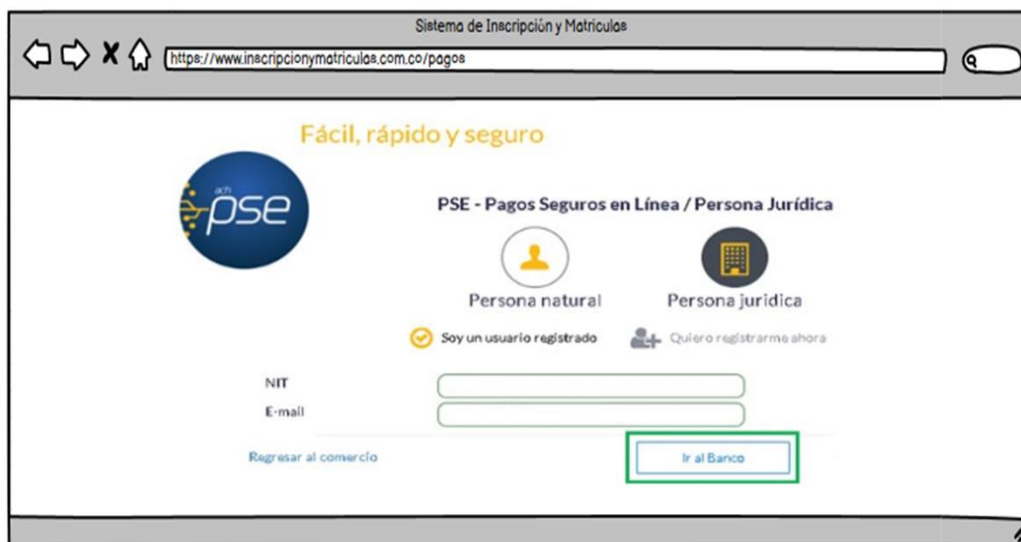 Sistema de Inscripción y Matriculas
X
https://www.inscripcionymatriculas.com.co/pagos
Fácil, rápido y seguro
ach
pse
PSE - Pagos Seguros en Línea / Persona Jurídica
Persona natural Persona juridica
Soy un usuario registrado Quiero registrarme ahora
NIT
E-mail
Regresar al comercio Ir al Banco